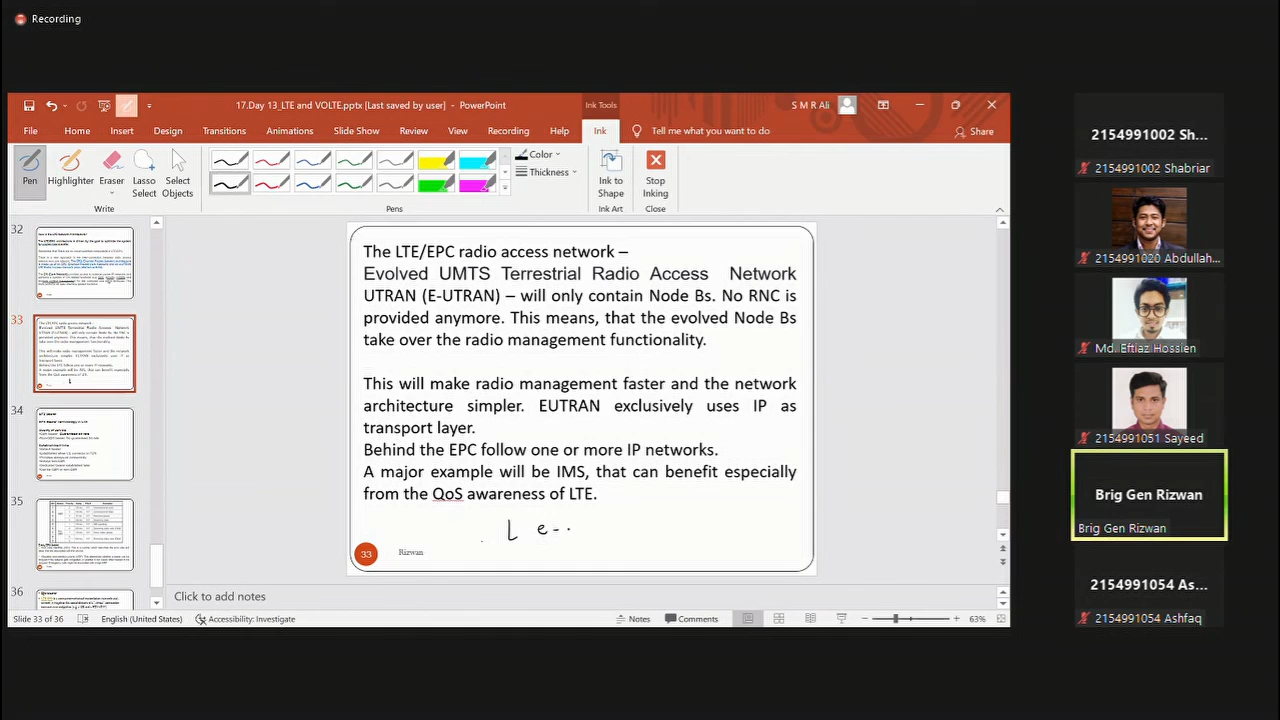 Recording
17.Day 13_LTE and VOLTE.pptx [Last saved by user] - PowerPoint
Ink Tools
S M R Ali
File Home Insert Design Transitions Animations Slide Show Review View Recording Help Ink Tell me what you want to do
Share
Pen
Highlighter
Eraser
Lasso Select
Select Objects
Color
Thickness
Ink to Shape
Stop Inking
Write
Pens
Ink Art
Close
32
33
34
35
36
The LTE/EPC radio access network –
Evolved UMTS Terrestrial Radio Access Network
UTRAN (E-UTRAN) – will only contain Node Bs. No RNC is
provided anymore. This means, that the evolved Node Bs
take over the radio management functionality.
This will make radio management faster and the network
architecture simpler. EUTRAN exclusively uses IP as
transport layer.
Behind the EPC follow one or more IP networks.
A major example will be IMS, that can benefit especially
from the QoS awareness of LTE.
33
Rizwan
Click to add notes
Slide 33 of 36
English (United States)
Accessibility: Investigate
Notes
Comments
63%
2154991002 Sh...
2154991002 Shabriar
2154991020 Abdullah...
Md. Eftiaz Hossien
2154991051 Sayeed
Brig Gen Rizwan
Brig Gen Rizwan
2154991054 As...
2154991054 Ashfaq